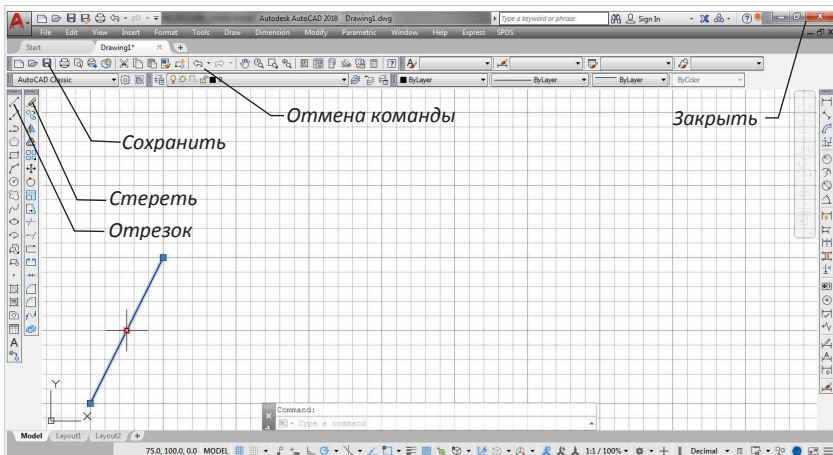 A Autodesk AutoCAD 2018 Drawing1.dwg Type a keyword or phrase Sign In
File Edit View Insert Format Tools Draw Dimension Modify Parametric Window Help Express SPDS
Start Drawing1*
AutoCAD Classic 0 ByLayer ByLayer ByLayer ByColor
Отмена команды
Закрыть
Сохранить
Стереть
Отрезок
A
Y
X
Command:
Type a command
Model Layout1 Layout2 +
75.0, 100.0, 0.0 MODEL 1:1 / 100% Decimal